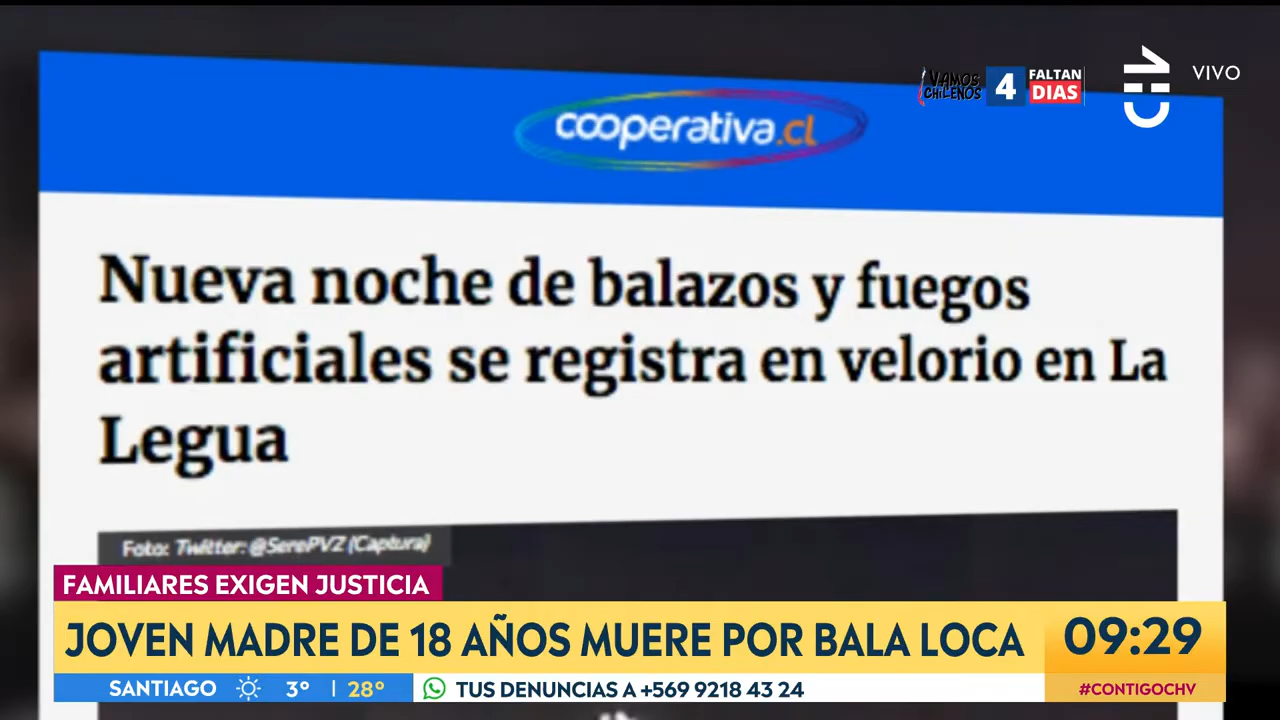 VAMOS
CHILENOS
4
FALTAN
DIAS
VIVO
cooperativa.cl
Nueva noche de balazos y fuegos
artificiales se registra en velorio en La
Legua
Foto: Twitter: @SerePVZ (Captura)
FAMILIARES EXIGEN JUSTICIA
JOVEN MADRE DE 18 AÑOS MUERE POR BALA LOCA
09:29
SANTIAGO 3° | 28°
TUS DENUNCIAS A +569 9218 43 24
#CONTIGOCHV